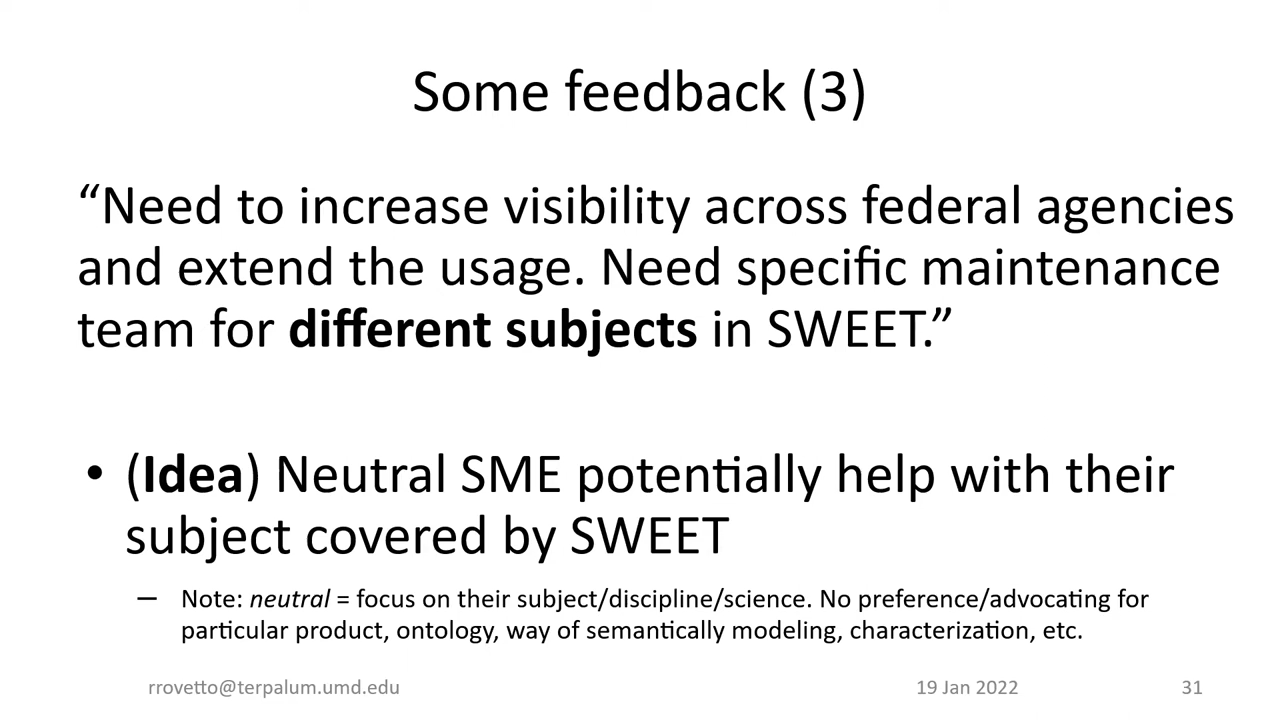 Some feedback (3)
“Need to increase visibility across federal agencies
and extend the usage. Need specific maintenance
team for different subjects in SWEET.”
• (Idea) Neutral SME potentially help with their
subject covered by SWEET
– Note: neutral = focus on their subject/discipline/science. No preference/advocating for
particular product, ontology, way of semantically modeling, characterization, etc.
rrovetto@terpalum.umd.edu 19 Jan 2022 31